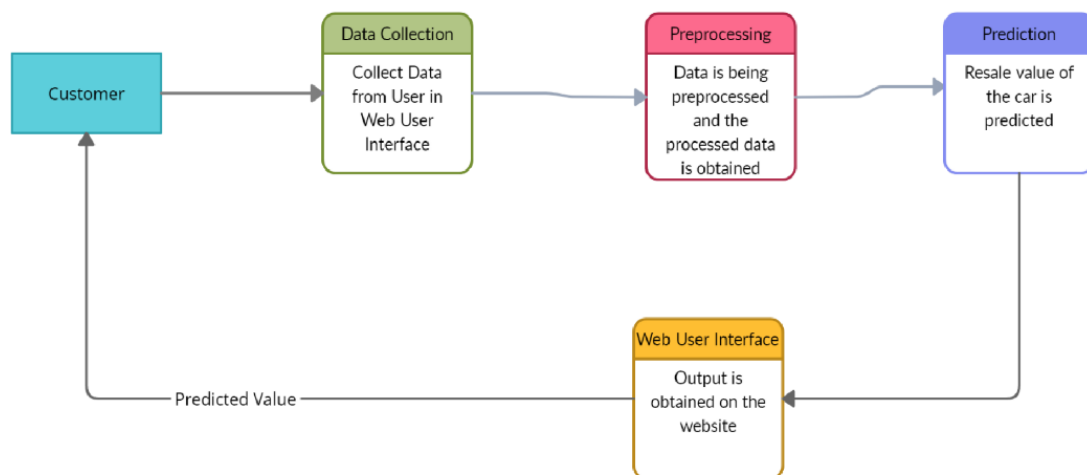 Customer
Data Collection
Collect Data
from User in
Web User
Interface
Preprocessing
Data is being
preprocessed
and the
processed data
is obtained
Prediction
Resale value of
the car is
predicted
Web User Interface
Output is
obtained on the
website
Predicted Value